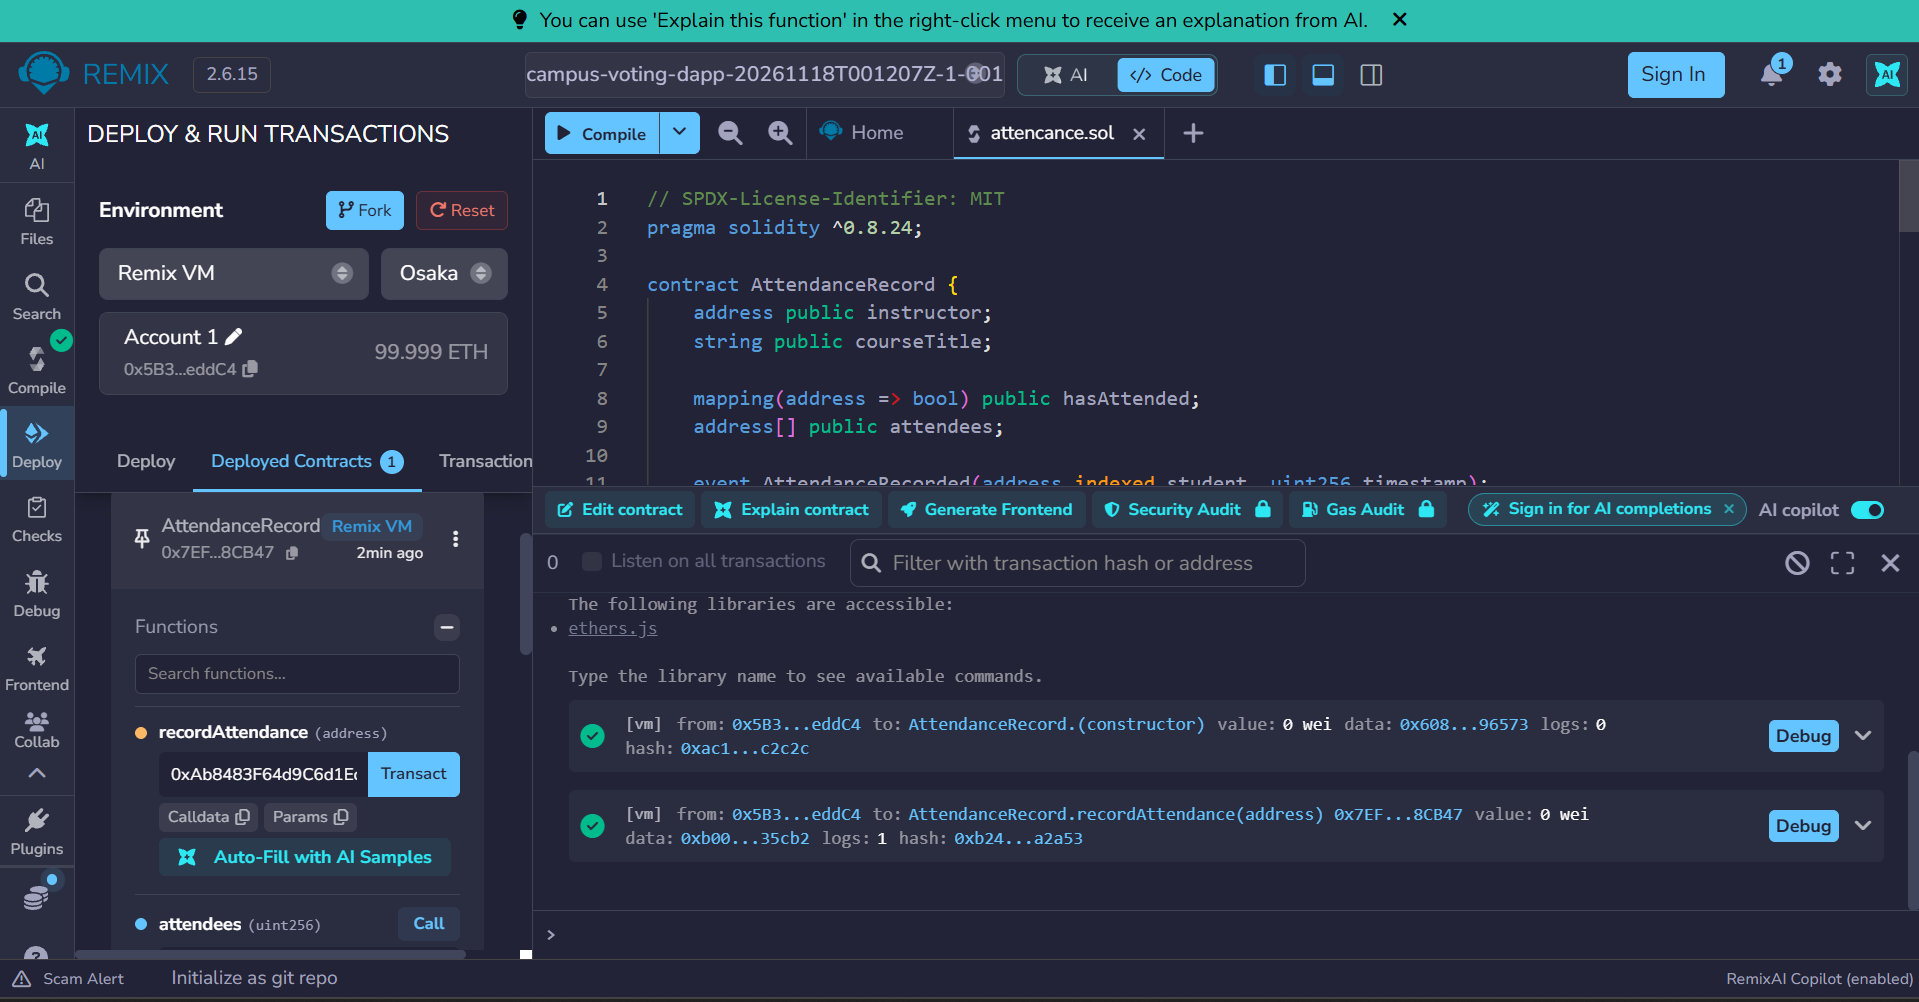 You can use 'Explain this function' in the right-click menu to receive an explanation from AI.
REMIX
2.6.15
campus-voting-dapp-20261118T001207Z-1-001
AI
Code
Sign In
1
AI
AI
AI
Files
Search
Compile
Deploy
Checks
Debug
Frontend
Collab
Plugins
DEPLOY & RUN TRANSACTIONS
Environment
Fork
Reset
Remix VM
Osaka
Account 1
0x5B3...eddC4
99.999 ETH
Deploy
Deployed Contracts 1
Transaction
AttendanceRecord
Remix VM
0x7EF...8CB47
2min ago
Functions
Search functions...
recordAttendance (address)
0xAb8483F64d9C6d1Ec
Transact
Calldata
Params
Auto-Fill with AI Samples
attendees (uint256)
Call
Compile
Home
attencance.sol
1 // SPDX-License-Identifier: MIT
2 pragma solidity ^0.8.24;
3
4 contract AttendanceRecord {
5 address public instructor;
6 string public courseTitle;
7
8 mapping(address => bool) public hasAttended;
9 address[] public attendees;
10
11 event AttendanceRecorded(address indexed student, uint256 timestamp);
Edit contract
Explain contract
Generate Frontend
Security Audit
Gas Audit
Sign in for AI completions
AI copilot
0
Listen on all transactions
Filter with transaction hash or address
The following libraries are accessible:
• ethers.js
Type the library name to see available commands.
[vm] from: 0x5B3...eddC4 to: AttendanceRecord.(constructor) value: 0 wei data: 0x608...96573 logs: 0
hash: 0xac1...c2c2c
Debug
[vm] from: 0x5B3...eddC4 to: AttendanceRecord.recordAttendance(address) 0x7EF...8CB47 value: 0 wei
data: 0xb00...35cb2 logs: 1 hash: 0xb24...a2a53
Debug
>
Scam Alert
Initialize as git repo
RemixAI Copilot (enabled)